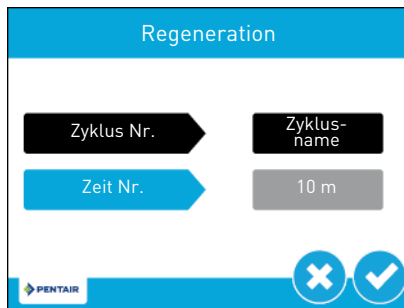 Regeneration
Zyklus Nr.
Zyklus-
name
Zeit Nr.
10 m
PENTAIR